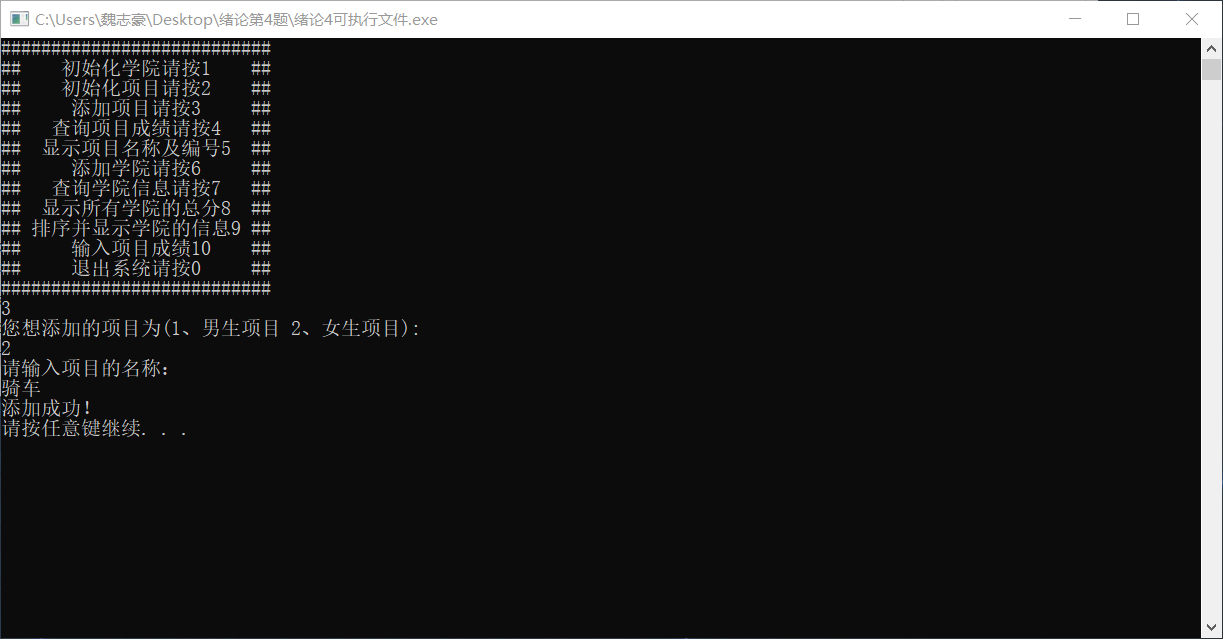 C:\Users\魏志豪\Desktop\绪论第4题\绪论4可执行文件.exe
###########################
##    初始化学院请按1    ##
##    初始化项目请按2    ##
##     添加项目请按3     ##
##   查询项目成绩请按4   ##
##  显示项目名称及编号5  ##
##     添加学院请按6     ##
##   查询学院信息请按7   ##
##  显示所有学院的总分8  ##
## 排序并显示学院的信息9 ##
##     输入项目成绩10    ##
##     退出系统请按0     ##
###########################
3
您想添加的项目为(1、男生项目 2、女生项目):
2
请输入项目的名称:
骑车
添加成功!
请按任意键继续. . .